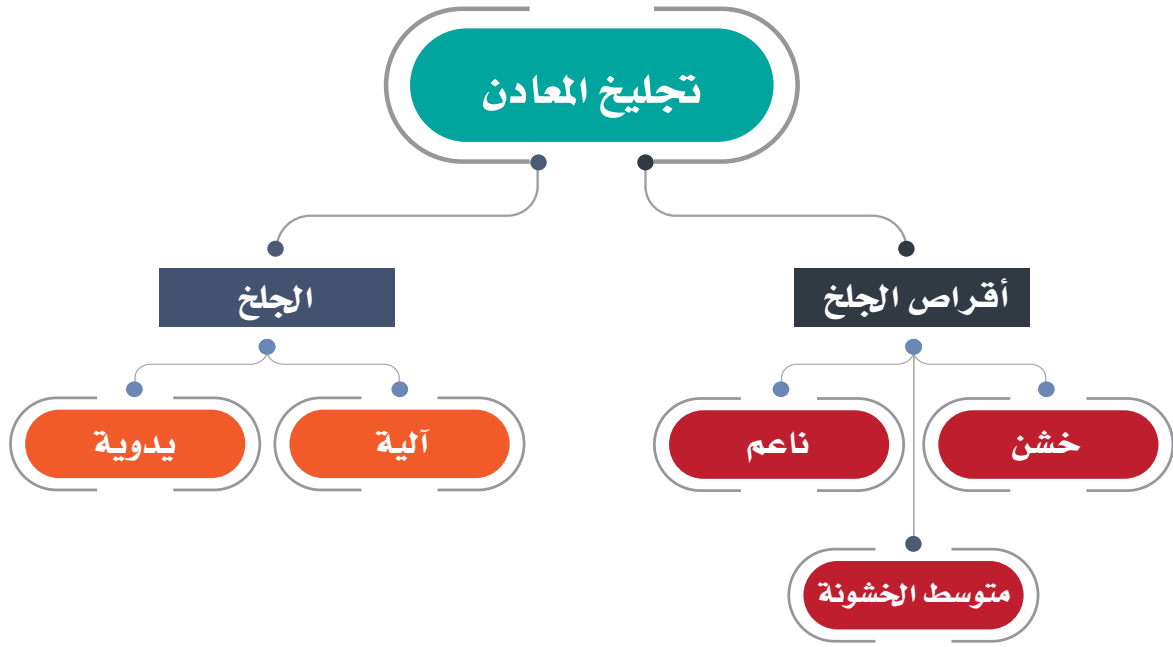 تجليخ المعادن
أقراص الجلخ
الجلخ
خشن
ناعم
آلية
يدوية
متوسط الخشونة